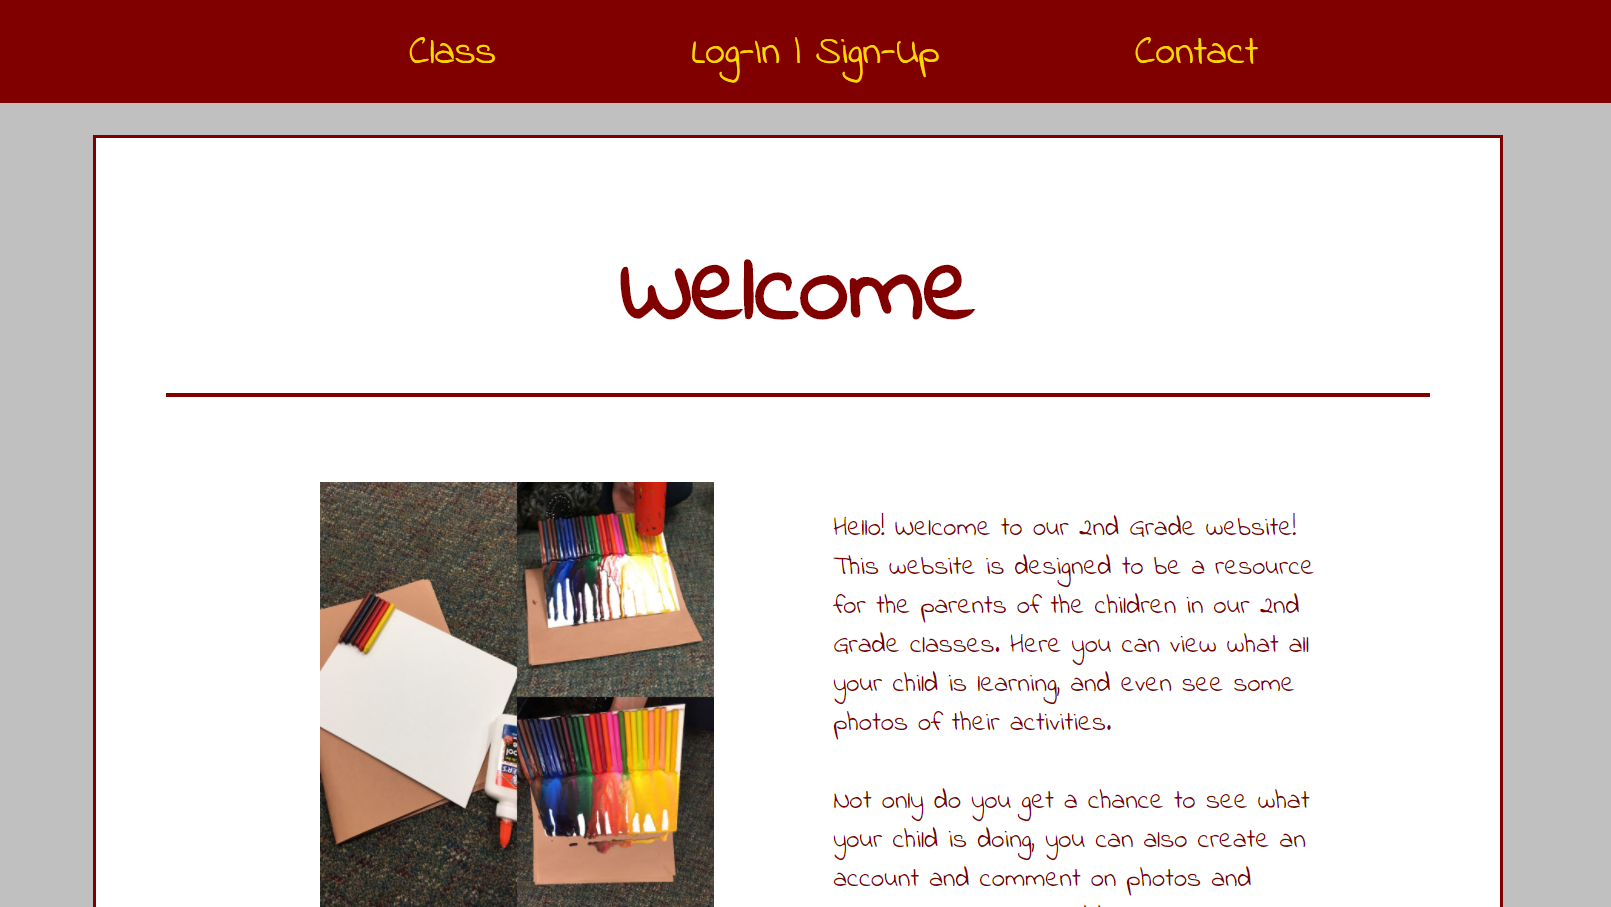 Class
Log-In | Sign-Up
Contact
Welcome
Hello! Welcome to our 2nd Grade website!
This website is designed to be a resource
for the parents of the children in our 2nd
Grade classes. Here you can view what all
your child is learning, and even see some
photos of their activities.
Not only do you get a chance to see what
your child is doing, you can also create an
account and comment on photos and